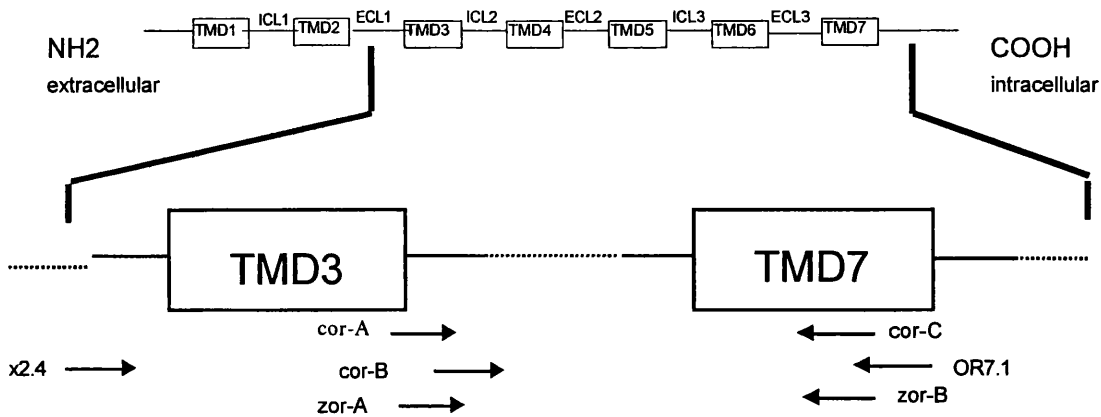 ICL1 ECL1 ICL2 ECL2 ICL3 ECL3
TMD1 TMD2 TMD3 TMD4 TMD5 TMD6 TMD7
NH2
extracellular
COOH
intracellular
TMD3 TMD7
cor-A cor-C
x2.4 cor-B OR7.1
zor-A zor-B